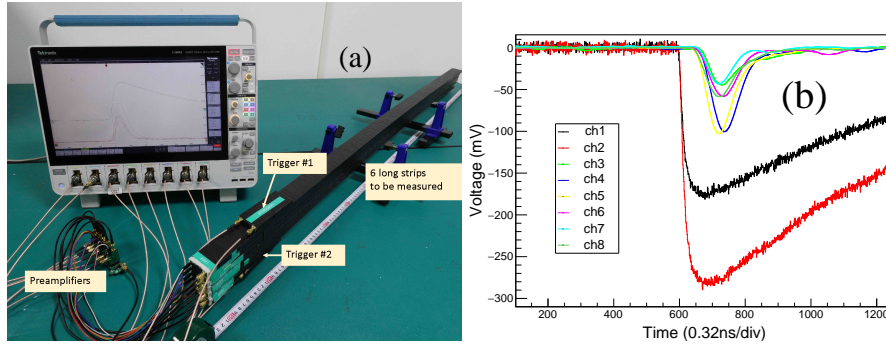 Tektronix
(a)
Trigger #1
6 long strips
to be measured
Trigger #2
Preamplifiers
(b)
Voltage (mV)
0
−50
−100
−150
−200
−250
−300
ch1
ch2
ch3
ch4
ch5
ch6
ch7
ch8
200
400
600
800
1000
1200
Time (0.32ns/div)